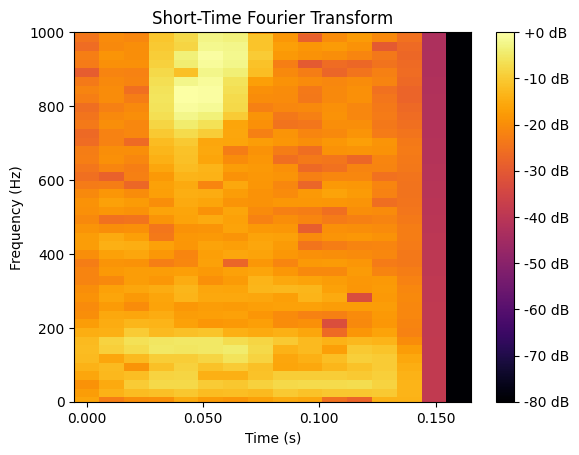 Short-Time Fourier Transform
1000
800
600
400
200
0
Frequency (Hz)
0.000
0.050
0.100
0.150
Time (s)
+0 dB
-10 dB
-20 dB
-30 dB
-40 dB
-50 dB
-60 dB
-70 dB
-80 dB